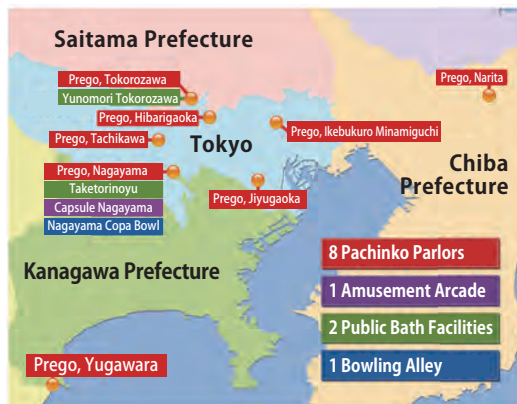 Saitama Prefecture
Prego, Tokorozawa
Yunomori Tokorozawa
Prego, Narita
Prego, Hibarigaoka
Prego, Ikebukuro Minamiguchi
Prego, Tachikawa
Tokyo
Chiba
Prefecture
Prego, Nagayama
Taketorinoyu
Capsule Nagayama
Nagayama Copa Bowl
Prego, Jiyugaoka
Kanagawa Prefecture
8 Pachinko Parlors
1 Amusement Arcade
2 Public Bath Facilities
1 Bowling Alley
Prego, Yugawara